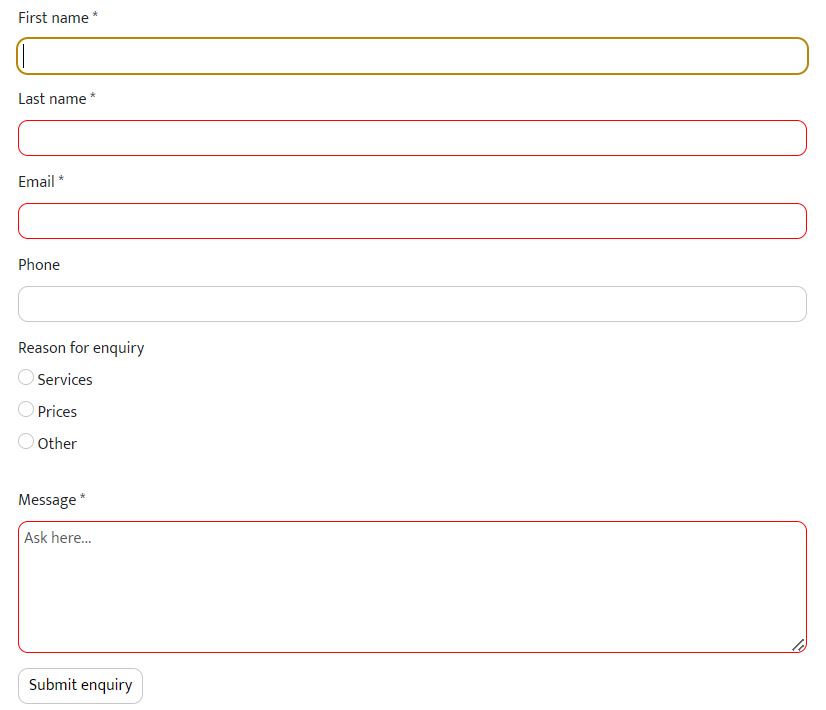 First name *
Last name *
Email *
Phone
Reason for enquiry
Services
Prices
Other
Message *
Ask here...
Submit enquiry